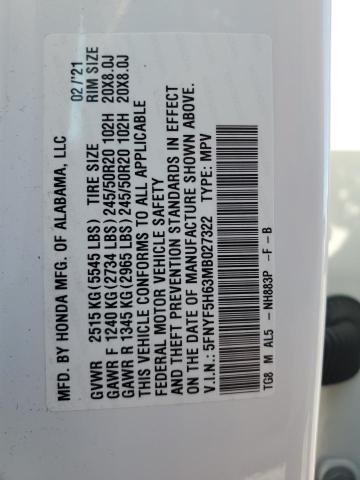 MFD. BY HONDA MFG. OF ALABAMA, LLC 02/'21
TIRE SIZE RIM SIZE
GVWR 2515 KG (5545 LBS)
GAWR F 1240 KG (2734 LBS) 245/50R20 102H 20X8.0J
GAWR R 1345 KG (2965 LBS) 245/50R20 102H 20X8.0J
THIS VEHICLE CONFORMS TO ALL APPLICABLE
FEDERAL MOTOR VEHICLE SAFETY
AND THEFT PREVENTION STANDARDS IN EFFECT
ON THE DATE OF MANUFACTURE SHOWN ABOVE.
V.I.N.: 5FNYF5H63MB027322 TYPE: MPV
TG8 M AL5 - NH883P -F -B